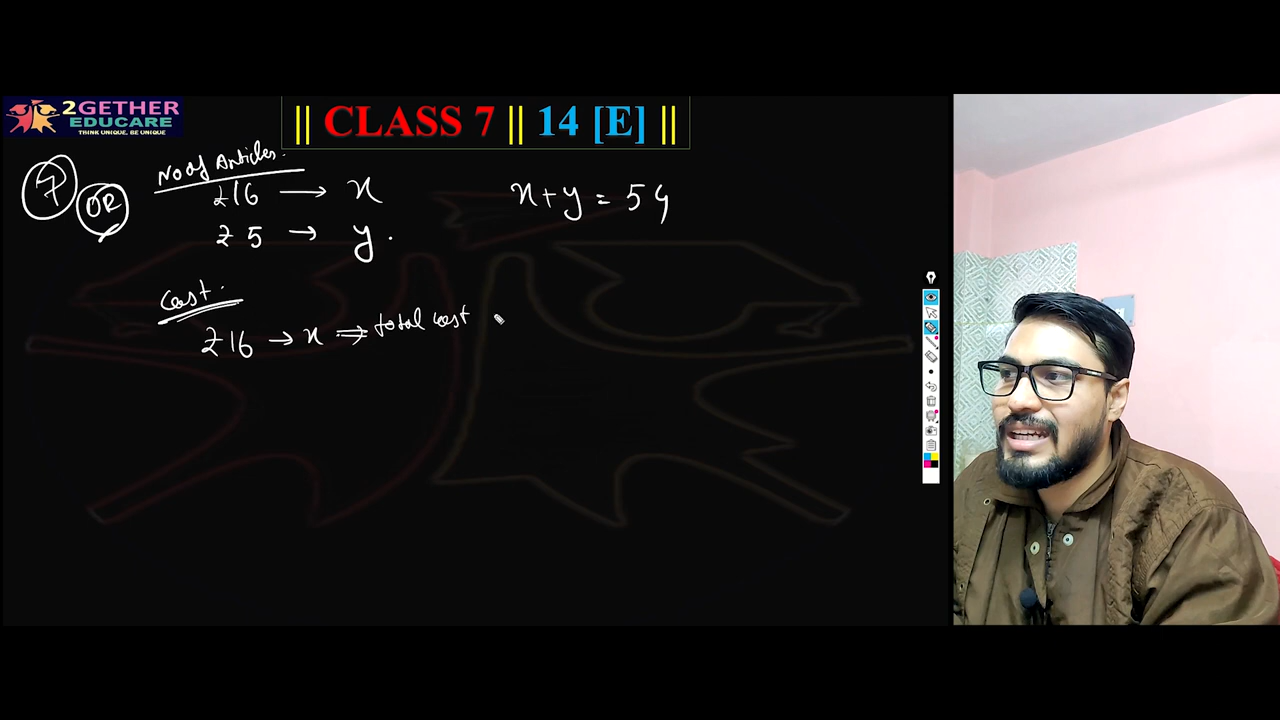 2GETHER
EDUCARE
THINK UNIQUE, BE UNIQUE
|| CLASS 7 || 14 [E] ||
7 OR
No of Articles.
₹16 → x
x + y = 54
₹5 → y.
Cost.
₹16 → x ⇒ total cost